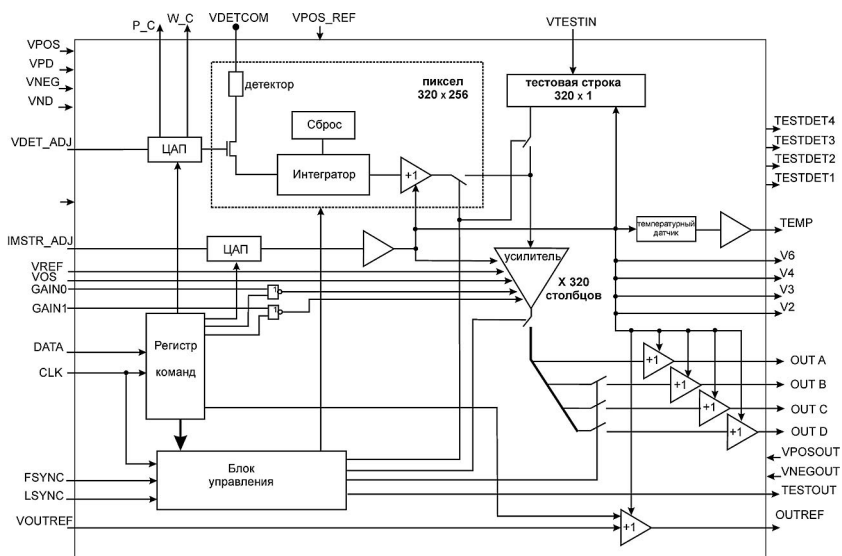 P_C
W_C
VDETCOM
VPOS_REF
VTESTIN
VPOS
VPD
VNEG
VND
VDET_ADJ
ЦАП
детектор
пиксел
320 x 256
Сброс
Интегратор
+1
тестовая строка
320 x 1
TESTDET4
TESTDET3
TESTDET2
TESTDET1
IMSTR_ADJ
ЦАП
температурный
датчик
TEMP
VREF
VOS
GAIN0
GAIN1
1
1
усилитель
X 320
столбцов
V6
V4
V3
V2
DATA
CLK
Регистр
команд
+1
OUT A
+1
OUT B
+1
OUT C
+1
OUT D
FSYNC
LSYNC
Блок
управления
VPOSOUT
VNEGOUT
TESTOUT
VOUTREF
+1
OUTREF